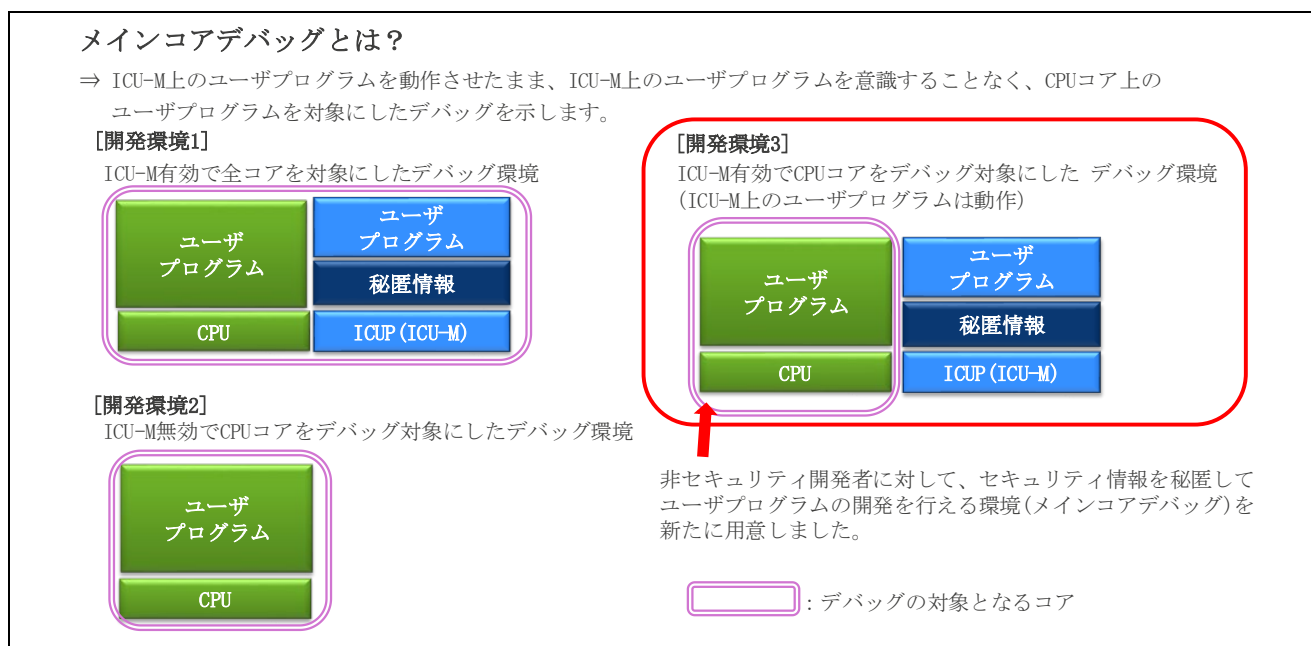 メインコアデバッグとは？
⇒ ICU-M上のユーザプログラムを動作させたまま、ICU-M上のユーザプログラムを意識することなく、CPUコア上の
ユーザプログラムを対象にしたデバッグを示します。
[開発環境1]
ICU-M有効で全コアを対象にしたデバッグ環境
ユーザ
プログラム
CPU
ユーザ
プログラム
秘匿情報
ICUP(ICU-M)
[開発環境2]
ICU-M無効でCPUコアをデバッグ対象にしたデバッグ環境
ユーザ
プログラム
CPU
[開発環境3]
ICU-M有効でCPUコアをデバッグ対象にした デバッグ環境
(ICU-M上のユーザプログラムは動作)
ユーザ
プログラム
CPU
ユーザ
プログラム
秘匿情報
ICUP(ICU-M)
非セキュリティ開発者に対して、セキュリティ情報を秘匿して
ユーザプログラムの開発を行える環境(メインコアデバッグ)を
新たに用意しました。
：デバッグの対象となるコア